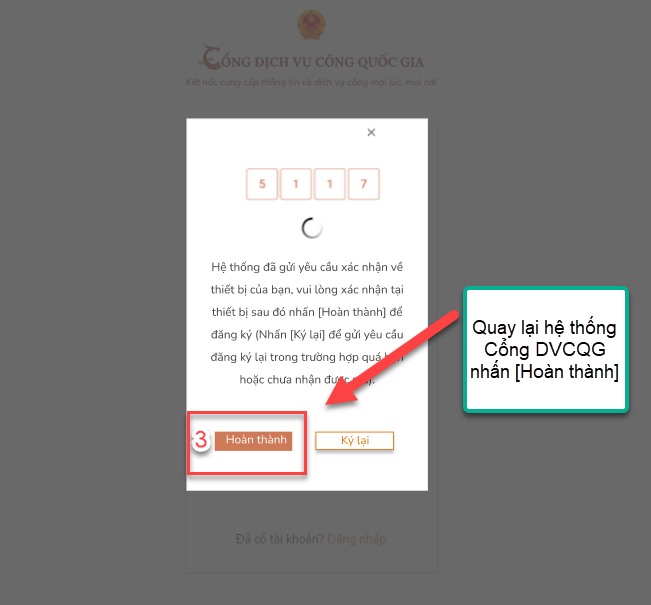 CỔNG DỊCH VỤ CÔNG QUỐC GIA
Kết nối, cung cấp thông tin và dịch vụ công mọi lúc, mọi nơi
×
5 1 1 7
Hệ thống đã gửi yêu cầu xác nhận về
thiết bị của bạn, vui lòng xác nhận tại
thiết bị sau đó nhấn [Hoàn thành] để
đăng ký (Nhấn [Ký lại] để gửi yêu cầu
đăng ký lại trong trường hợp quá
hoặc chưa nhận được
Quay lại hệ thống
Cổng DVCQG
nhấn [Hoàn thành]
3 Hoàn thành Ký lại
Đã có tài khoản? Đăng nhập